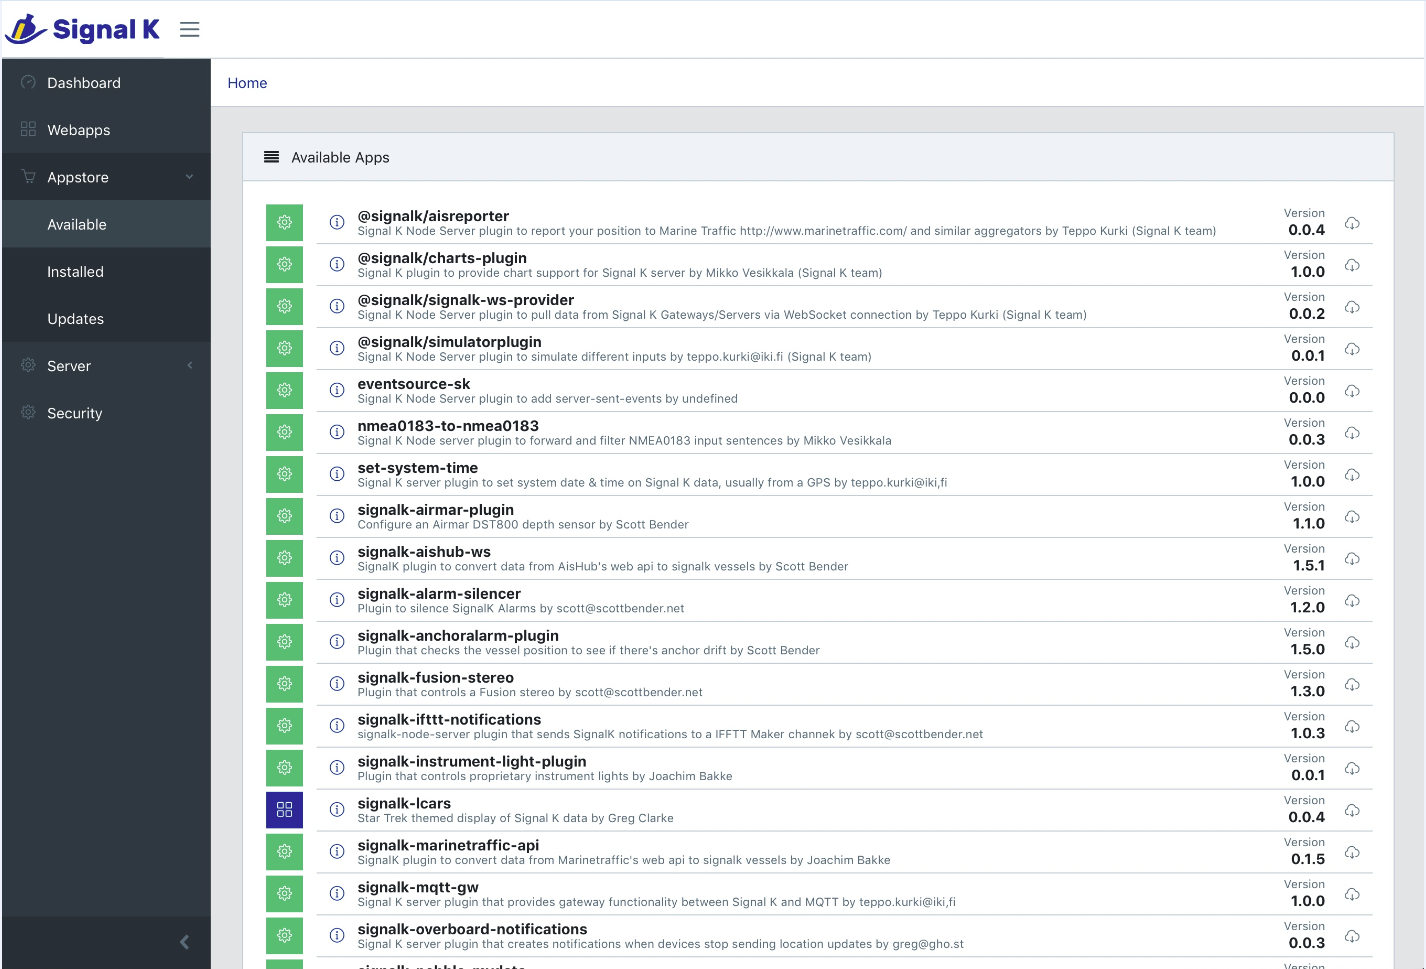 Signal K
Dashboard
Webapps
Appstore
Available
Installed
Updates
Server
Security
Home
Available Apps
@signalk/aisreporter
Signal K Node Server plugin to report your position to Marine Traffic http://www.marinetraffic.com/ and similar aggregators by Teppo Kurki (Signal K team)
Version
0.0.4
@signalk/charts-plugin
Signal K plugin to provide chart support for Signal K server by Mikko Vesikkala (Signal K team)
Version
1.0.0
@signalk/signalk-ws-provider
Signal K Node Server plugin to pull data from Signal K Gateways/Servers via WebSocket connection by Teppo Kurki (Signal K team)
Version
0.0.2
@signalk/simulatorplugin
Signal K Node Server plugin to simulate different inputs by teppo.kurki@iki.fi (Signal K team)
Version
0.0.1
eventsource-sk
Signal K Node Server plugin to add server-sent-events by undefined
Version
0.0.0
nmea0183-to-nmea0183
Signal K Node server plugin to forward and filter NMEA0183 input sentences by Mikko Vesikkala
Version
0.0.3
set-system-time
Signal K server plugin to set system date & time on Signal K data, usually from a GPS by teppo.kurki@iki,fi
Version
1.0.0
signalk-airmar-plugin
Configure an Airmar DST800 depth sensor by Scott Bender
Version
1.1.0
signalk-aishub-ws
SignalK plugin to convert data from AisHub's web api to signalk vessels by Scott Bender
Version
1.5.1
signalk-alarm-silencer
Plugin to silence SignalK Alarms by scott@scottbender.net
Version
1.2.0
signalk-anchoralarm-plugin
Plugin that checks the vessel position to see if there's anchor drift by Scott Bender
Version
1.5.0
signalk-fusion-stereo
Plugin that controls a Fusion stereo by scott@scottbender.net
Version
1.3.0
signalk-ifttt-notifications
signalk-node-server plugin that sends SignalK notifications to a IFFTT Maker channek by scott@scottbender.net
Version
1.0.3
signalk-instrument-light-plugin
Plugin that controls proprietary instrument lights by Joachim Bakke
Version
0.0.1
signalk-lcars
Star Trek themed display of Signal K data by Greg Clarke
Version
0.0.4
signalk-marinetraffic-api
SignalK plugin to convert data from Marinetraffic's web api to signalk vessels by Joachim Bakke
Version
0.1.5
signalk-mqtt-gw
Signal K server plugin that provides gateway functionality between Signal K and MQTT by teppo.kurki@iki,fi
Version
1.0.0
signalk-overboard-notifications
Signal K server plugin that creates notifications when devices stop sending location updates by greg@gho.st
Version
0.0.3
Version